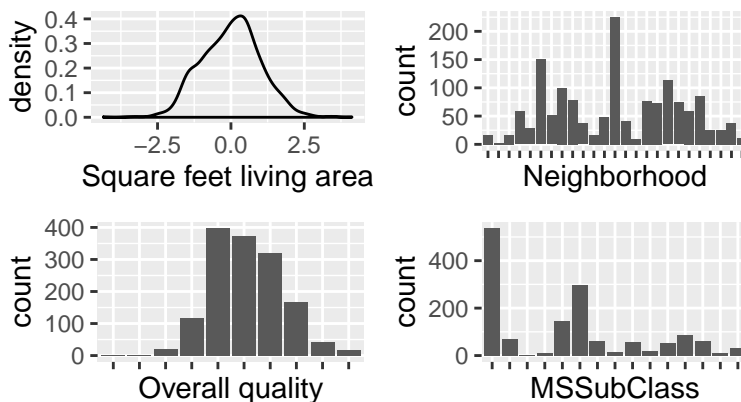 density
0.4
0.3
0.2
0.1
0.0
−2.5 0.0 2.5
Square feet living area
count
200
150
100
50
0
Neighborhood
count
400
300
200
100
0
Overall quality
count
400
200
0
MSSubClass